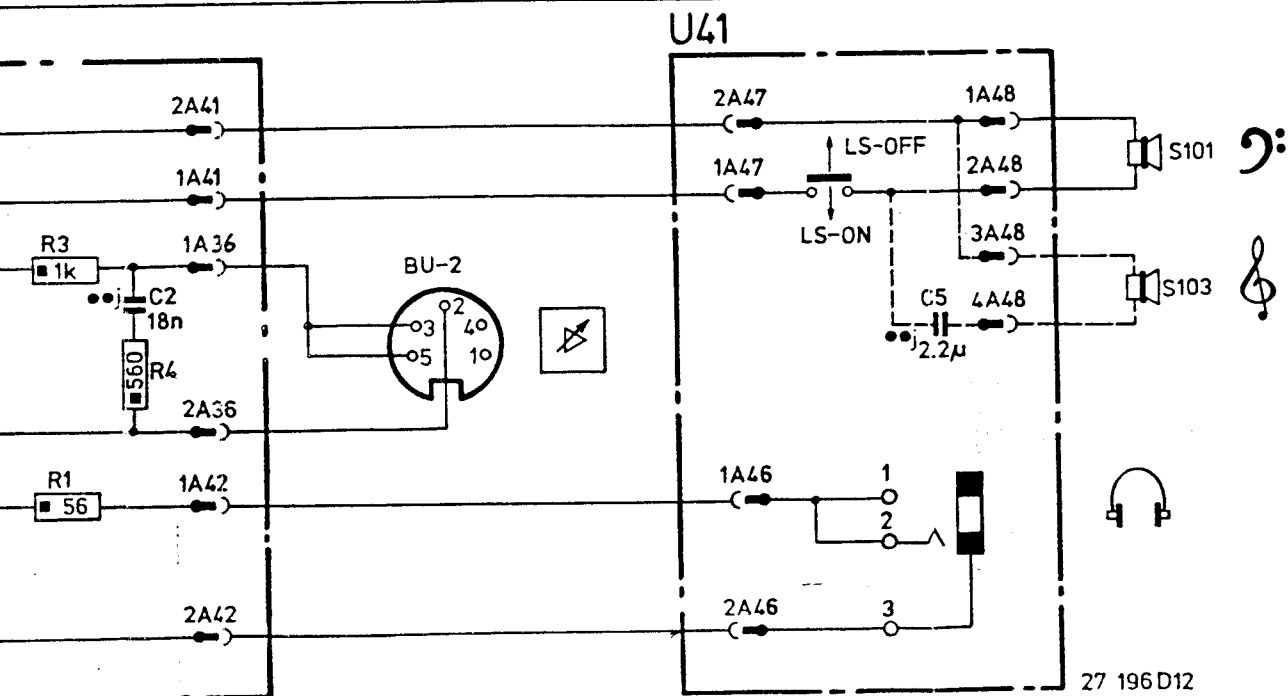 U41
2A41
2A47
1A48
LS-OFF
S101
1A41
1A47
2A48
LS-ON
R3
1k
1A36
BU-2
3A48
C2
18n
j
2
3
4
5
1
S103
C5
4A48
j
2.2µ
560
R4
2A36
R1
56
1A42
1A46
1
2
2A42
2A46
3
27 196 D12